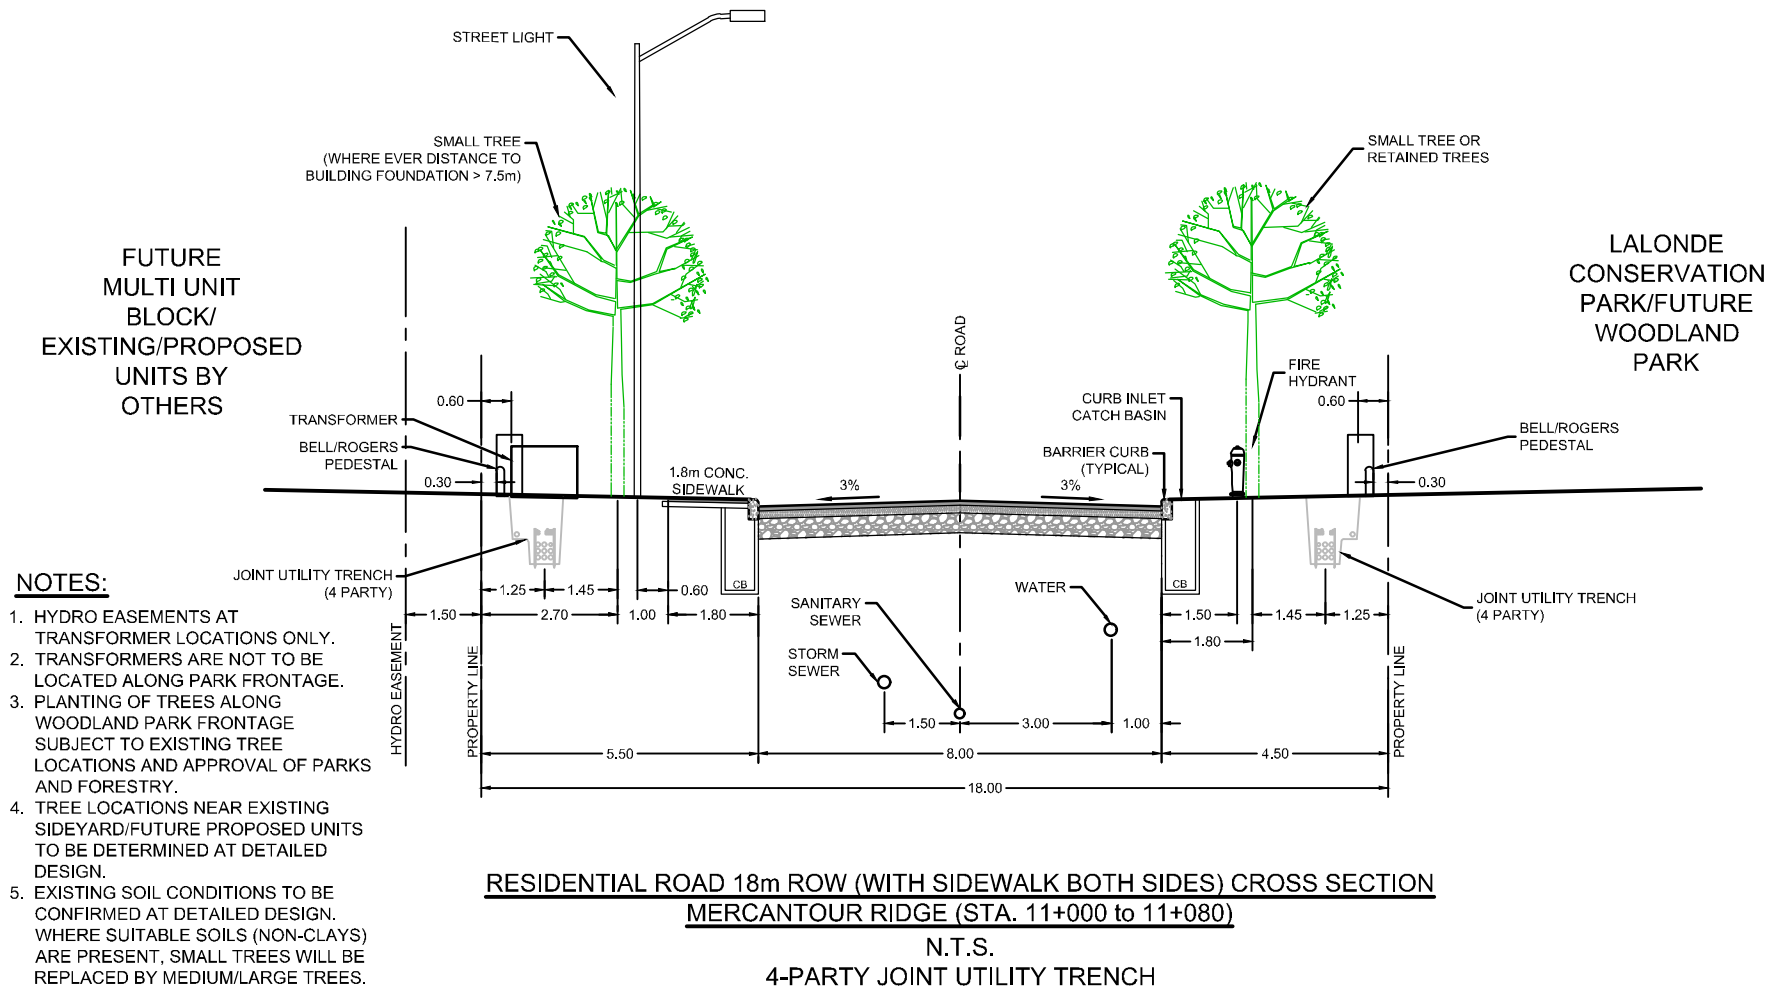 STREET LIGHT
SMALL TREE
(WHERE EVER DISTANCE TO
BUILDING FOUNDATION > 7.5m)
SMALL TREE OR
RETAINED TREES
FUTURE
MULTI UNIT
BLOCK/
EXISTING/PROPOSED
UNITS BY
OTHERS
LALONDE
CONSERVATION
PARK/FUTURE
WOODLAND
PARK
℄ ROAD
FIRE
HYDRANT
0.60
0.60
TRANSFORMER
BELL/ROGERS
PEDESTAL
0.30
CURB INLET
CATCH BASIN
BARRIER CURB
(TYPICAL)
BELL/ROGERS
PEDESTAL
0.30
1.8m CONC.
SIDEWALK
3%
3%
JOINT UTILITY TRENCH
(4 PARTY)
CB
CB
1.25
1.45
0.60
1.50
2.70
1.00
1.80
SANITARY
SEWER
WATER
STORM
SEWER
1.50
1.45
1.25
1.80
JOINT UTILITY TRENCH
(4 PARTY)
HYDRO EASEMENT
PROPERTY LINE
PROPERTY LINE
1.50
3.00
1.00
5.50
8.00
4.50
18.00
NOTES:
1. HYDRO EASEMENTS AT
TRANSFORMER LOCATIONS ONLY.
2. TRANSFORMERS ARE NOT TO BE
LOCATED ALONG PARK FRONTAGE.
3. PLANTING OF TREES ALONG
WOODLAND PARK FRONTAGE
SUBJECT TO EXISTING TREE
LOCATIONS AND APPROVAL OF PARKS
AND FORESTRY.
4. TREE LOCATIONS NEAR EXISTING
SIDEYARD/FUTURE PROPOSED UNITS
TO BE DETERMINED AT DETAILED
DESIGN.
5. EXISTING SOIL CONDITIONS TO BE
CONFIRMED AT DETAILED DESIGN.
WHERE SUITABLE SOILS (NON-CLAYS)
ARE PRESENT, SMALL TREES WILL BE
REPLACED BY MEDIUM/LARGE TREES.
RESIDENTIAL ROAD 18m ROW (WITH SIDEWALK BOTH SIDES) CROSS SECTION
MERCANTOUR RIDGE (STA. 11+000 to 11+080)
N.T.S.
4-PARTY JOINT UTILITY TRENCH